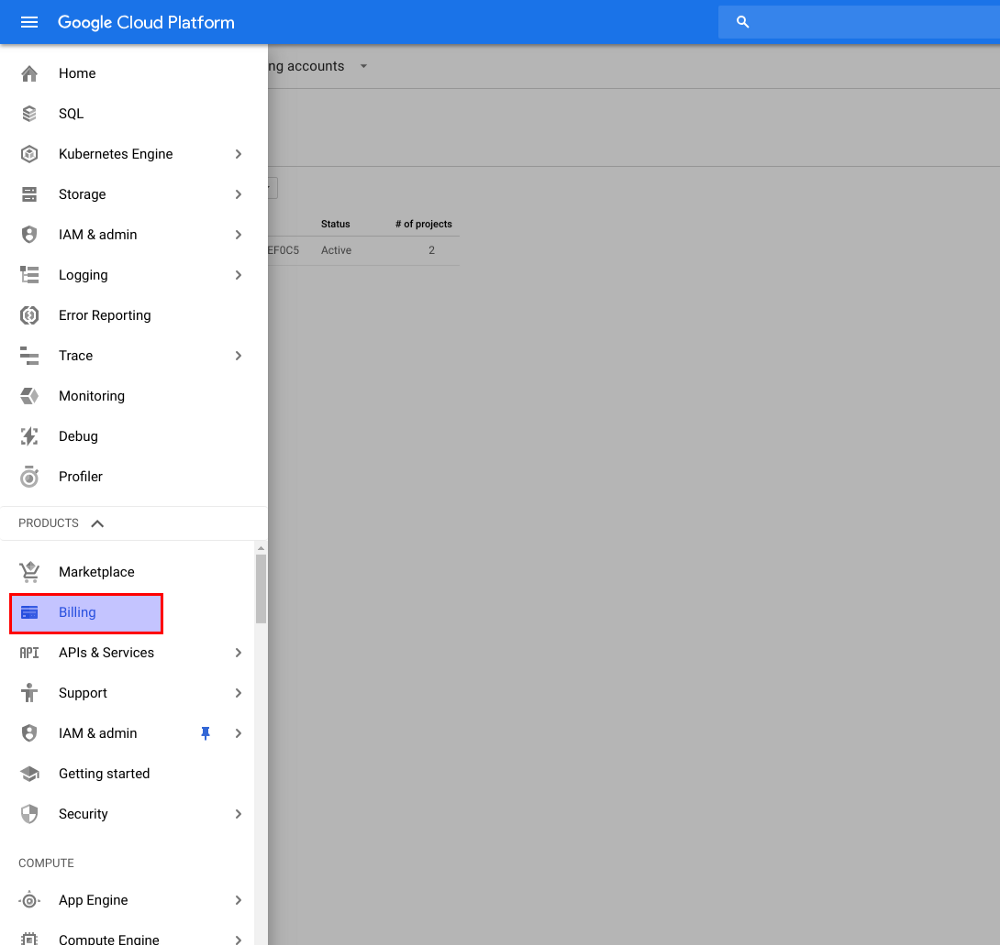 Google Cloud Platform
ng accounts
Home
SQL
Kubernetes Engine
Storage
IAM & admin
Logging
Error Reporting
Trace
Monitoring
Debug
Profiler
Status # of projects
EF0C5 Active 2
PRODUCTS
Marketplace
Billing
API APIs & Services
Support
IAM & admin
Getting started
Security
COMPUTE
App Engine
Compute Engine